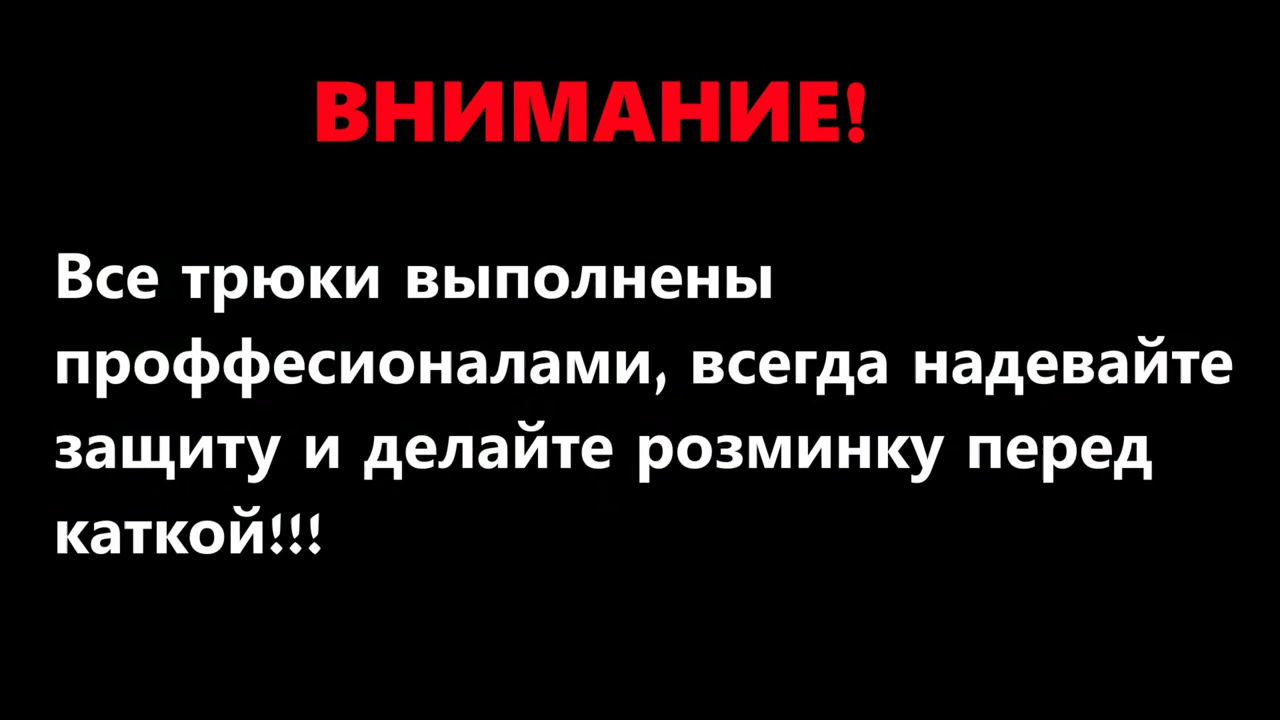 ВНИМАНИЕ!
Все трюки выполнены
проффесионалами, всегда надевайте
защиту и делайте розминку перед
каткой!!!